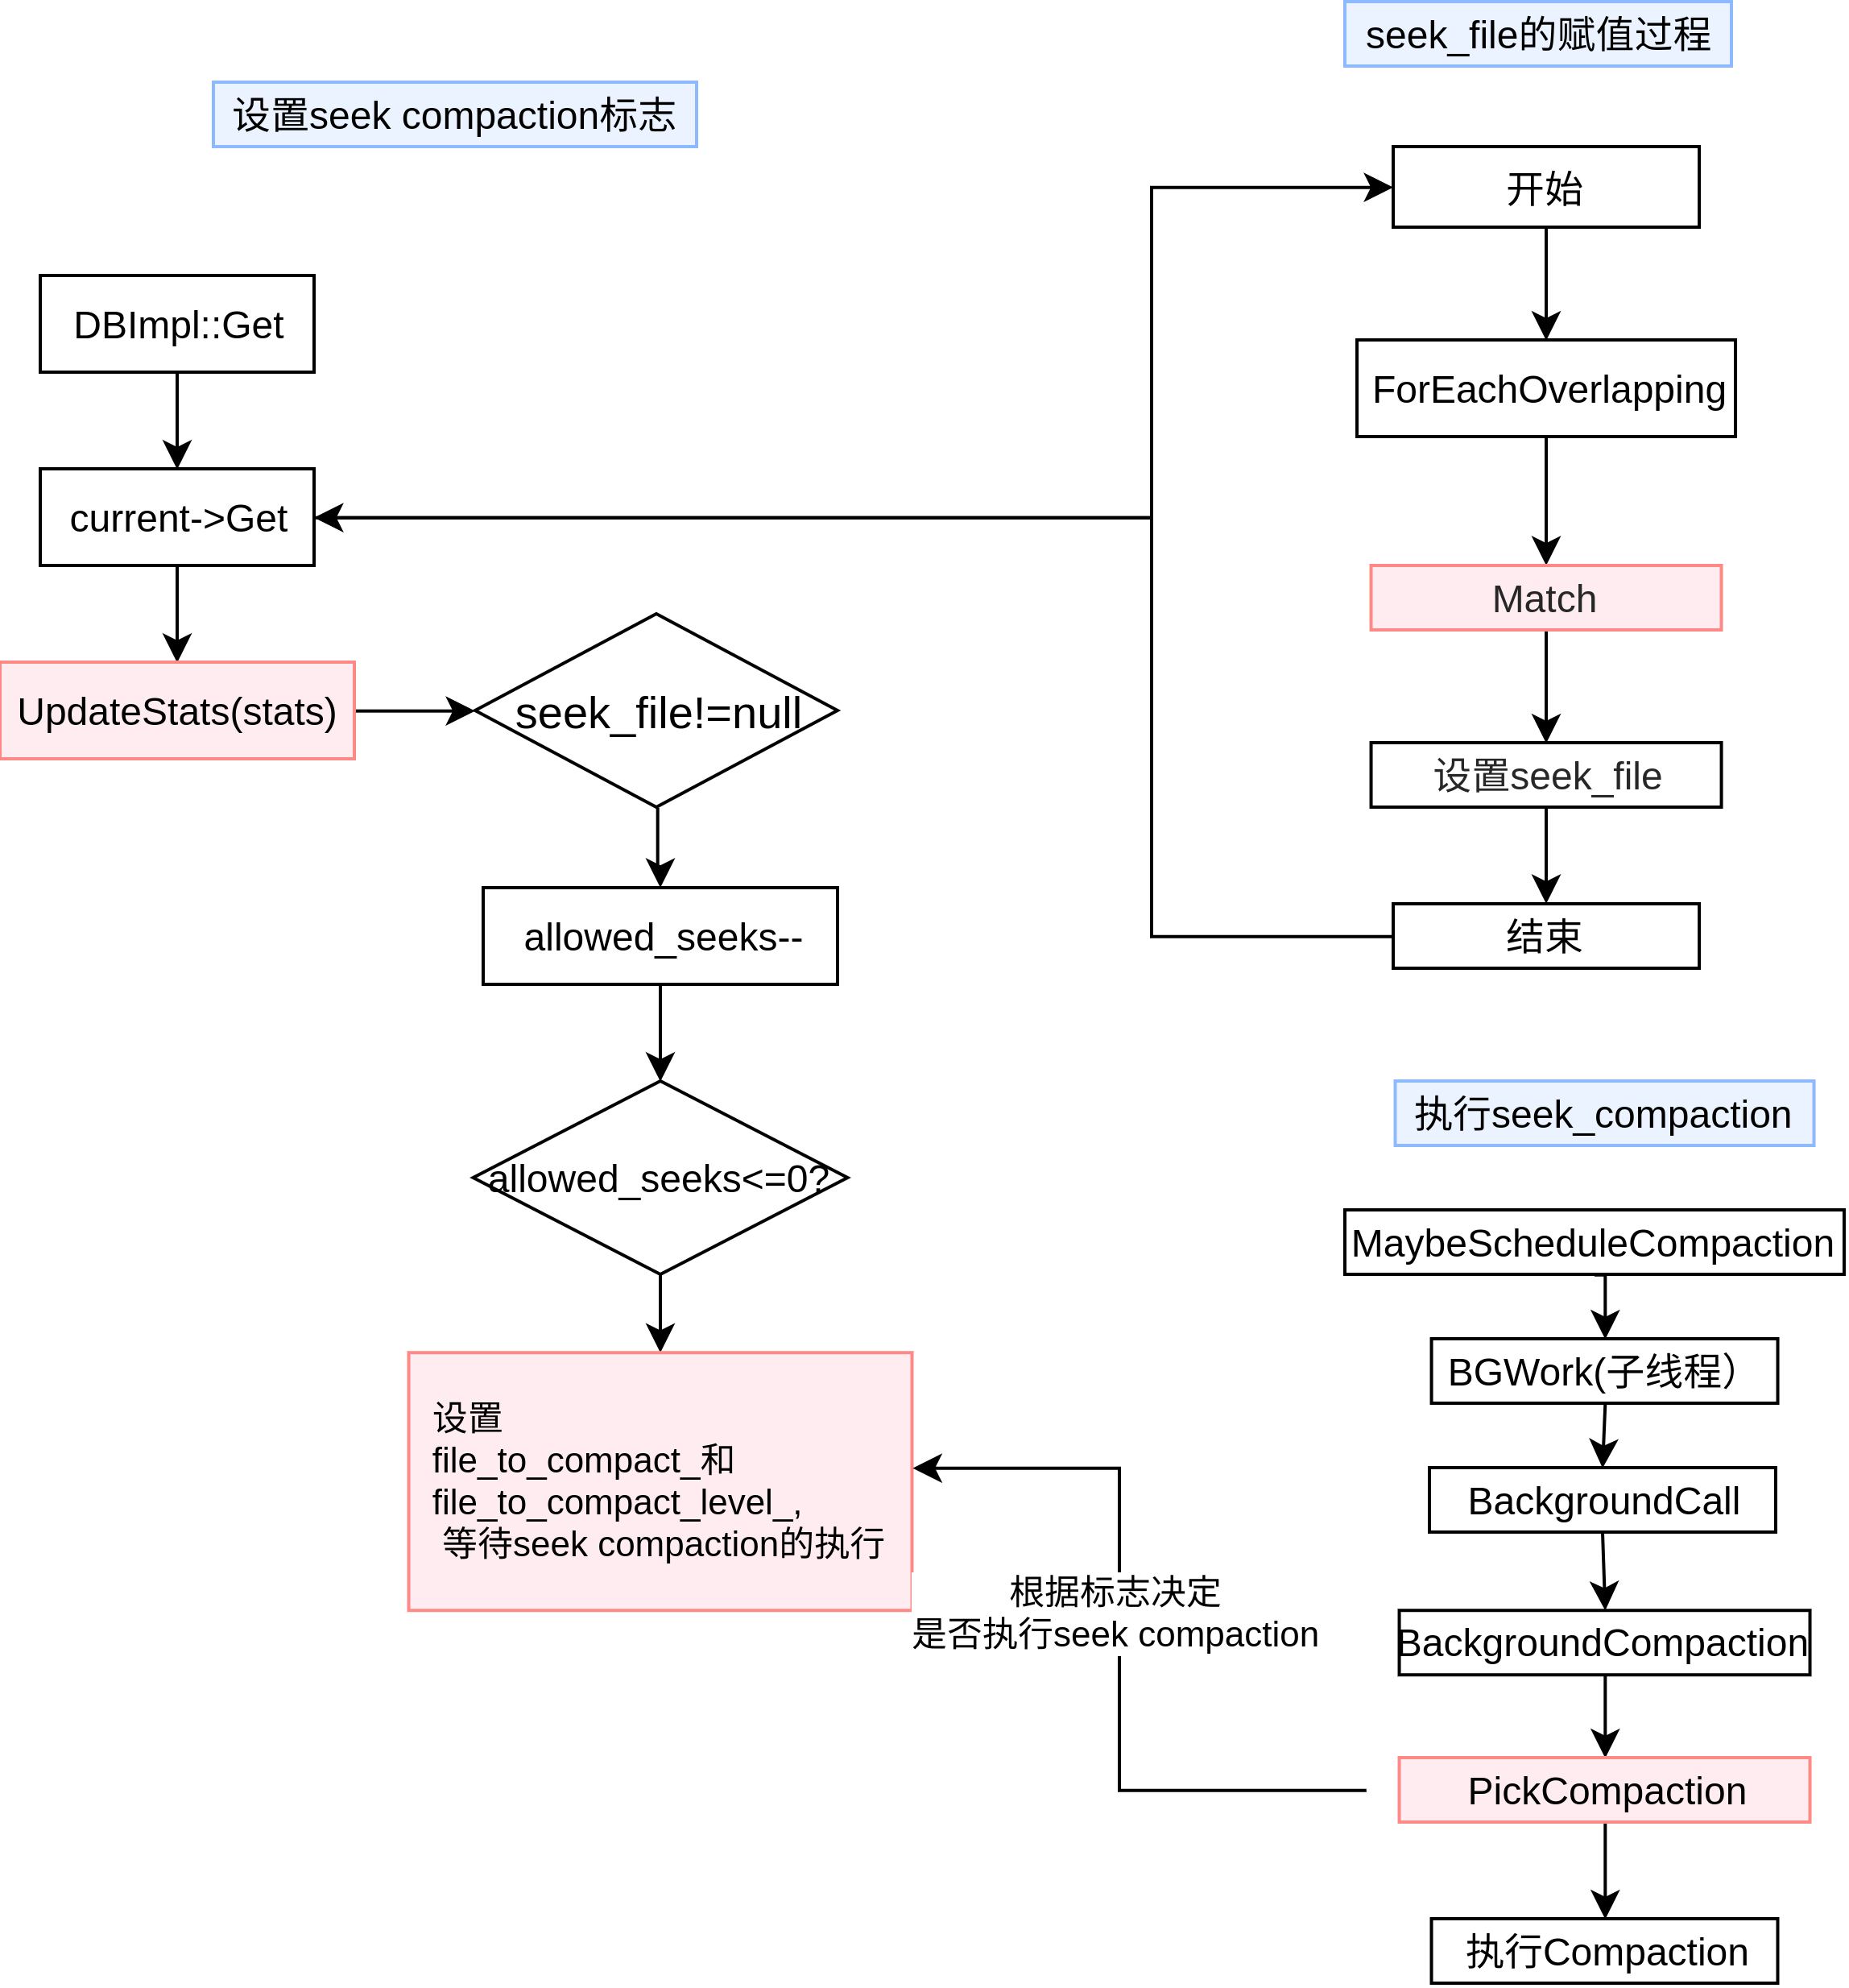 seek_file的赋值过程
设置seek compaction标志
开始
DBImpl::Get
ForEachOverlapping
current->Get
Match
UpdateStats(stats)
seek_file!=null
设置seek_file
allowed_seeks--
结束
执行seek_compaction
allowed_seeks<=0?
MaybeScheduleCompaction
BGWork(子线程）
设置
file_to_compact_和
file_to_compact_level_,
等待seek compaction的执行
BackgroundCall
根据标志决定
是否执行seek compaction
BackgroundCompaction
PickCompaction
执行Compaction